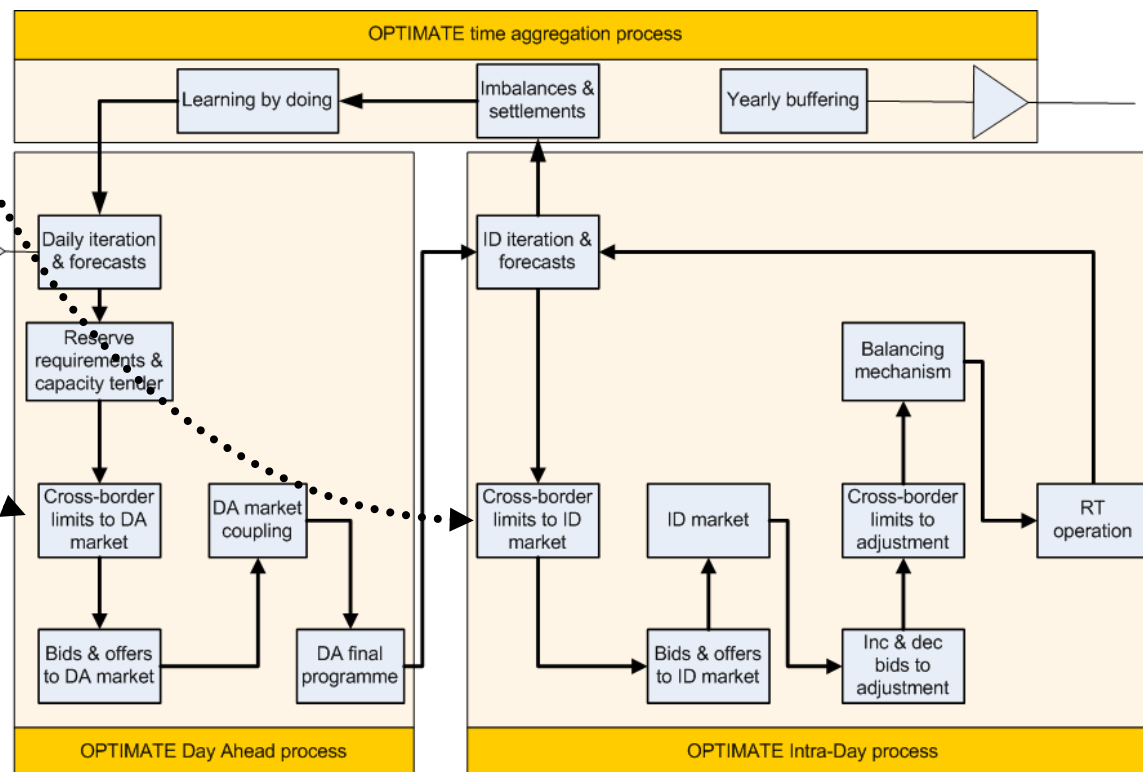 OPTIMATE time aggregation process
Learning by doing
Imbalances &
settlements
Yearly buffering
Daily iteration
& forecasts
Reserve
requirements &
capacity tender
Cross-border
limits to DA
market
DA market
coupling
Bids & offers
to DA market
DA final
programme
OPTIMATE Day Ahead process
ID iteration &
forecasts
Balancing
mechanism
Cross-border
limits to ID
market
ID market
Cross-border
limits to
adjustment
RT
operation
Bids & offers
to ID market
Inc & dec
bids to
adjustment
OPTIMATE Intra-Day process